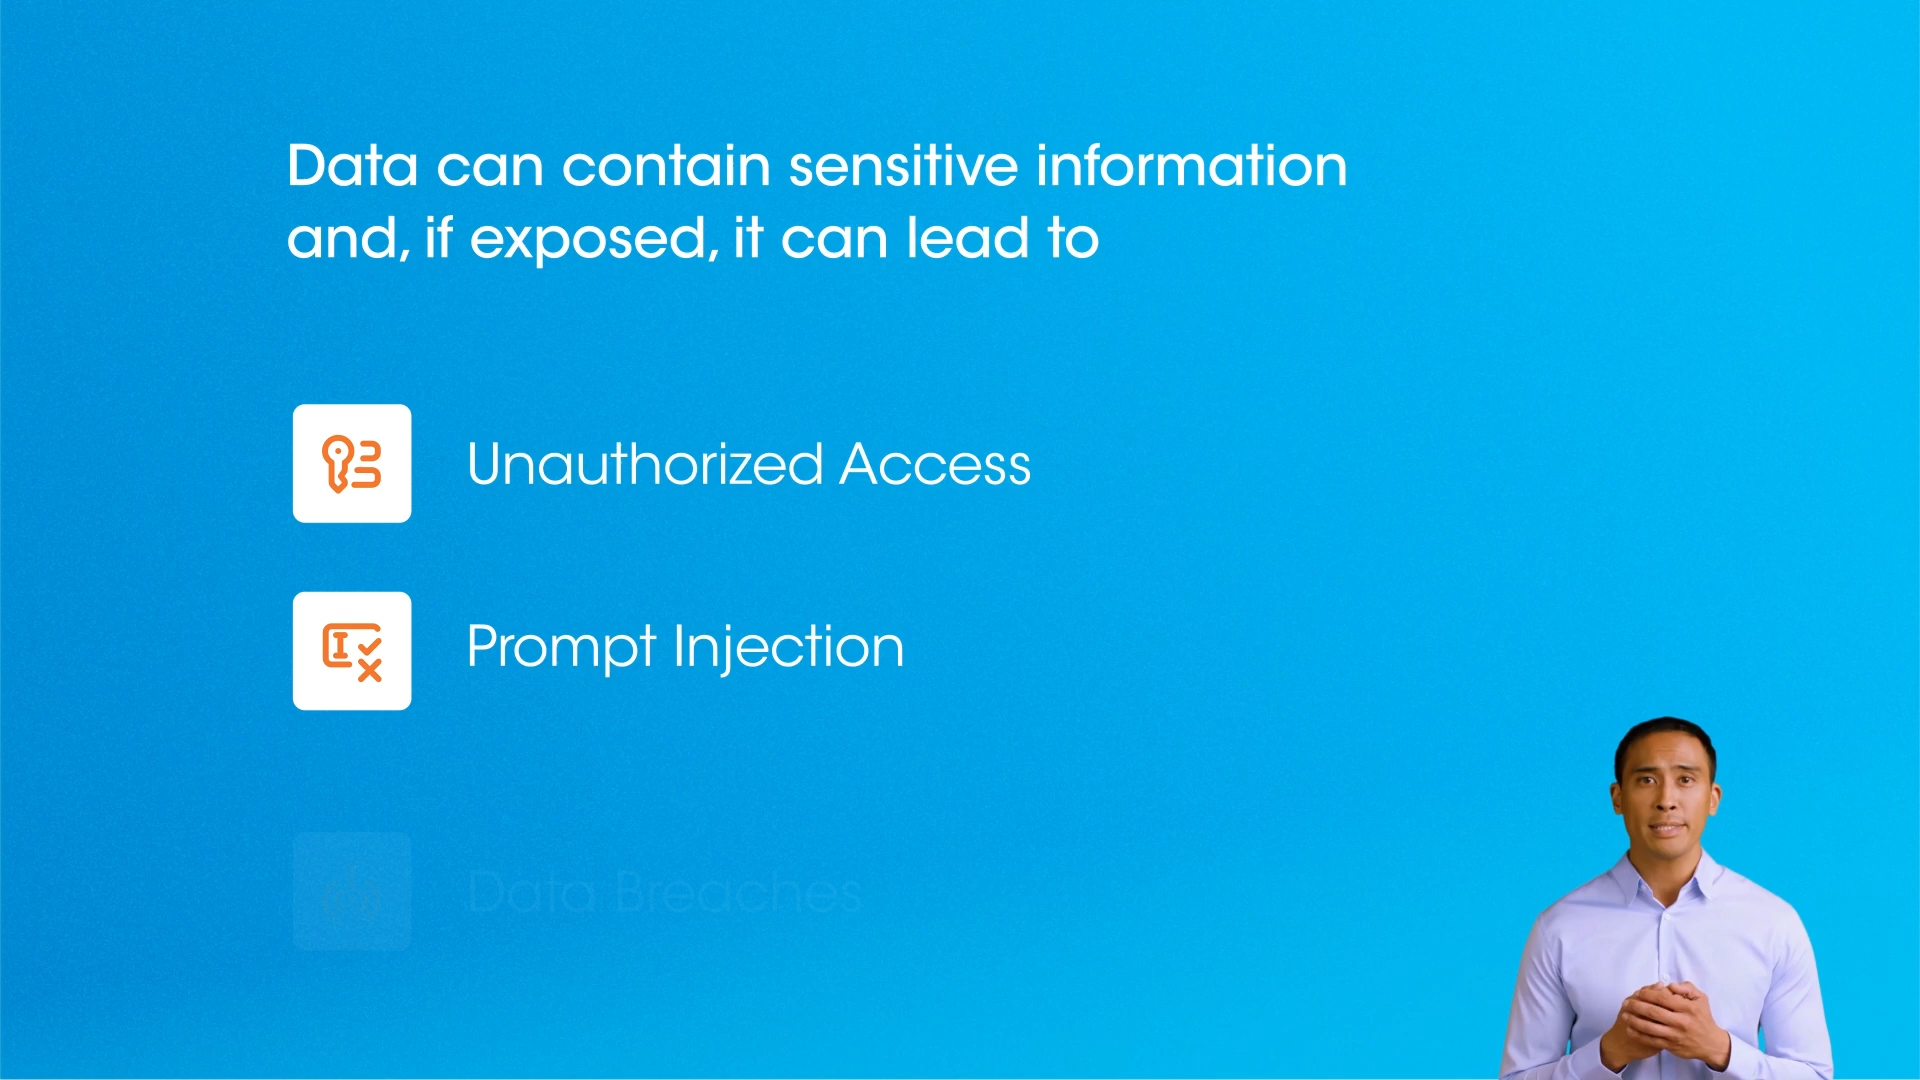 Data can contain sensitive information
and, if exposed, it can lead to
Unauthorized Access
Prompt Injection
Data Breaches